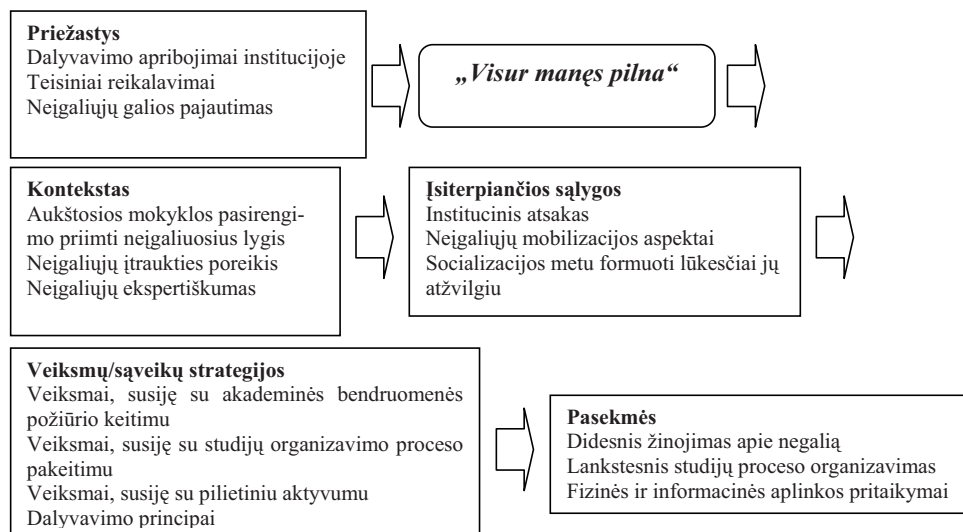 Priežastys
Dalyvavimo apribojimai institucijoje
Teisiniai reikalavimai
Neįgaliųjų galios pajautimas
„Visur manęs pilna“
Kontekstas
Aukštosios mokyklos pasirengi-
mo priimti neįgaliuosius lygis
Neįgaliųjų įtraukties poreikis
Neįgaliųjų ekspertiškumas
Įsiterpiančios sąlygos
Institucinis atsakas
Neįgaliųjų mobilizacijos aspektai
Socializacijos metu formuoti lūkesčiai jų
atžvilgiu
Veiksmų/sąveikų strategijos
Veiksmai, susiję su akademinės bendruomenės
požiūrio keitimu
Veiksmai, susiję su studijų organizavimo proceso
pakeitimu
Veiksmai, susiję su pilietiniu aktyvumu
Dalyvavimo principai
Pasekmės
Didesnis žinojimas apie negalią
Lankstesnis studijų proceso organizavimas
Fizinės ir informacinės aplinkos pritaikymai